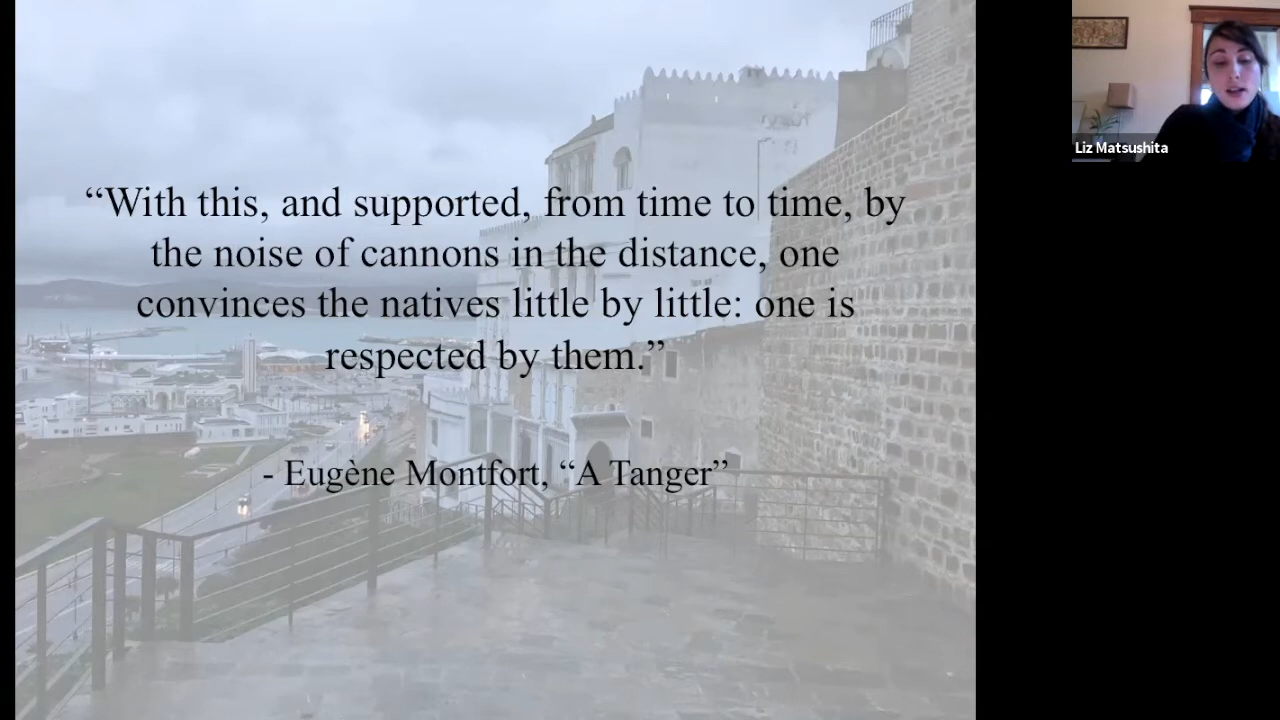 “With this, and supported, from time to time, by
the noise of cannons in the distance, one
convinces the natives little by little: one is
respected by them.”
- Eugène Montfort, “A Tanger”
Liz Matsushita